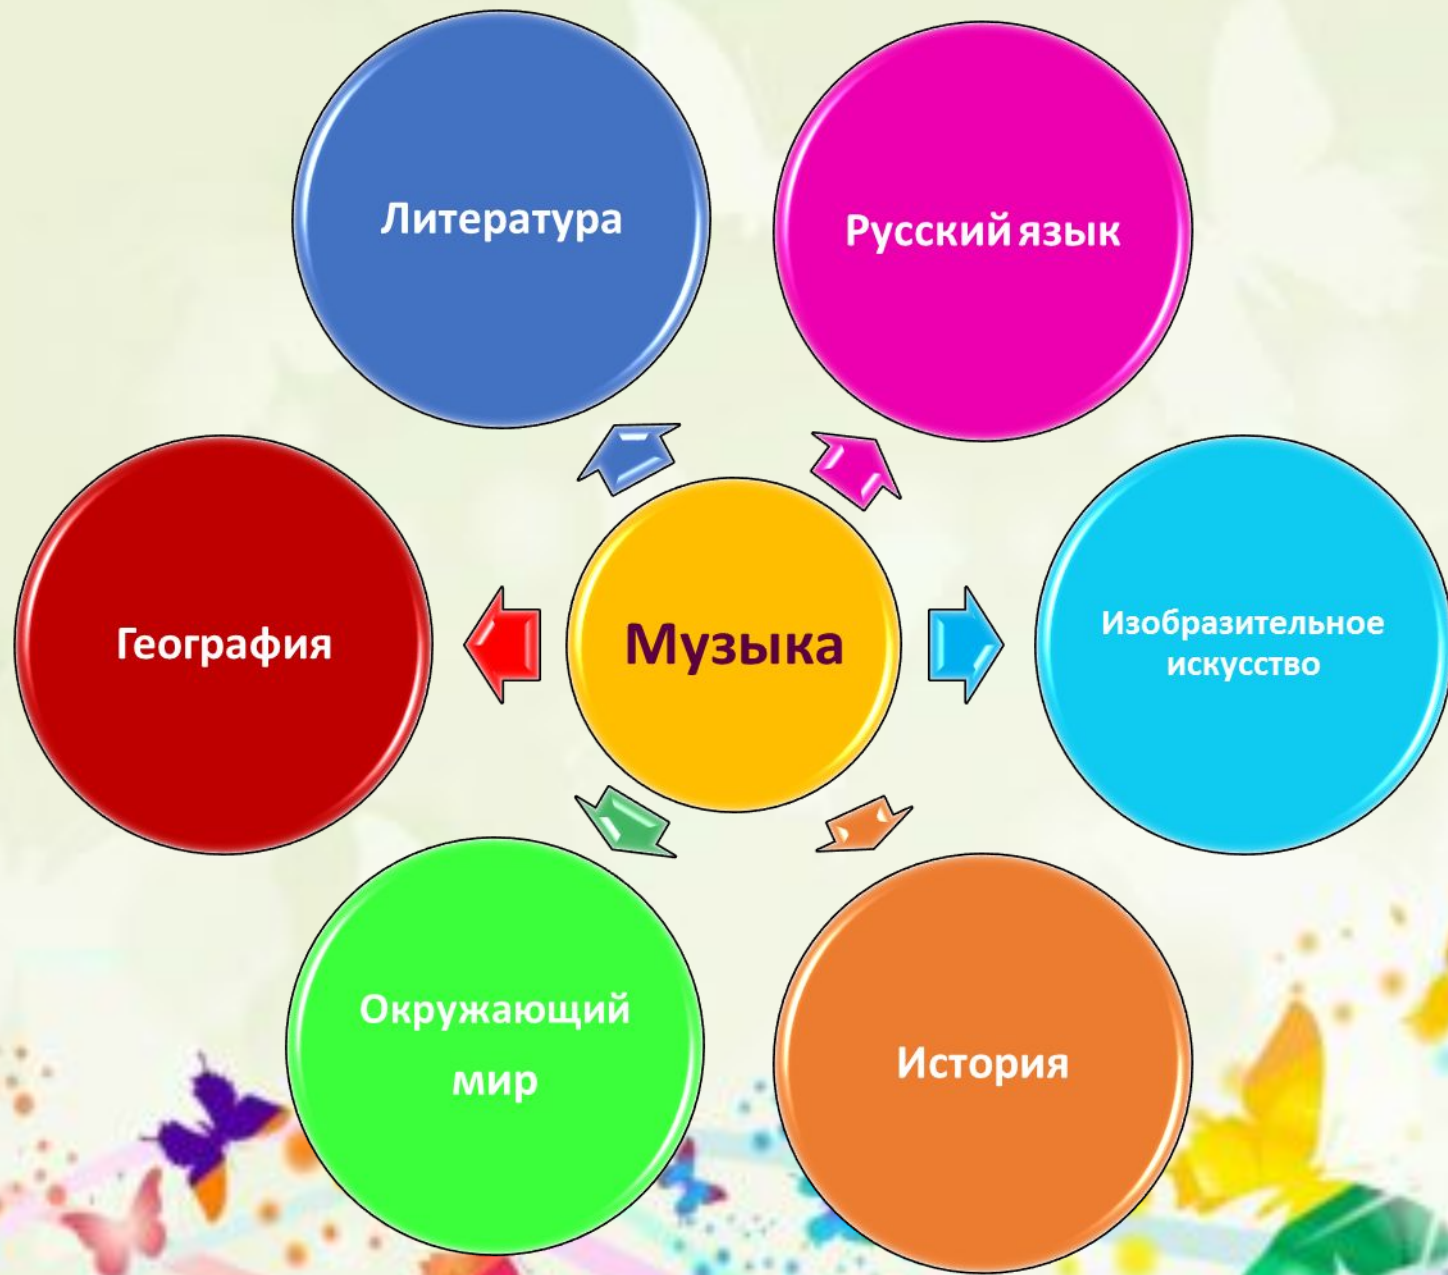 Литература
Русский язык
География
Музыка
Изобразительное
искусство
Окружающий
мир
История